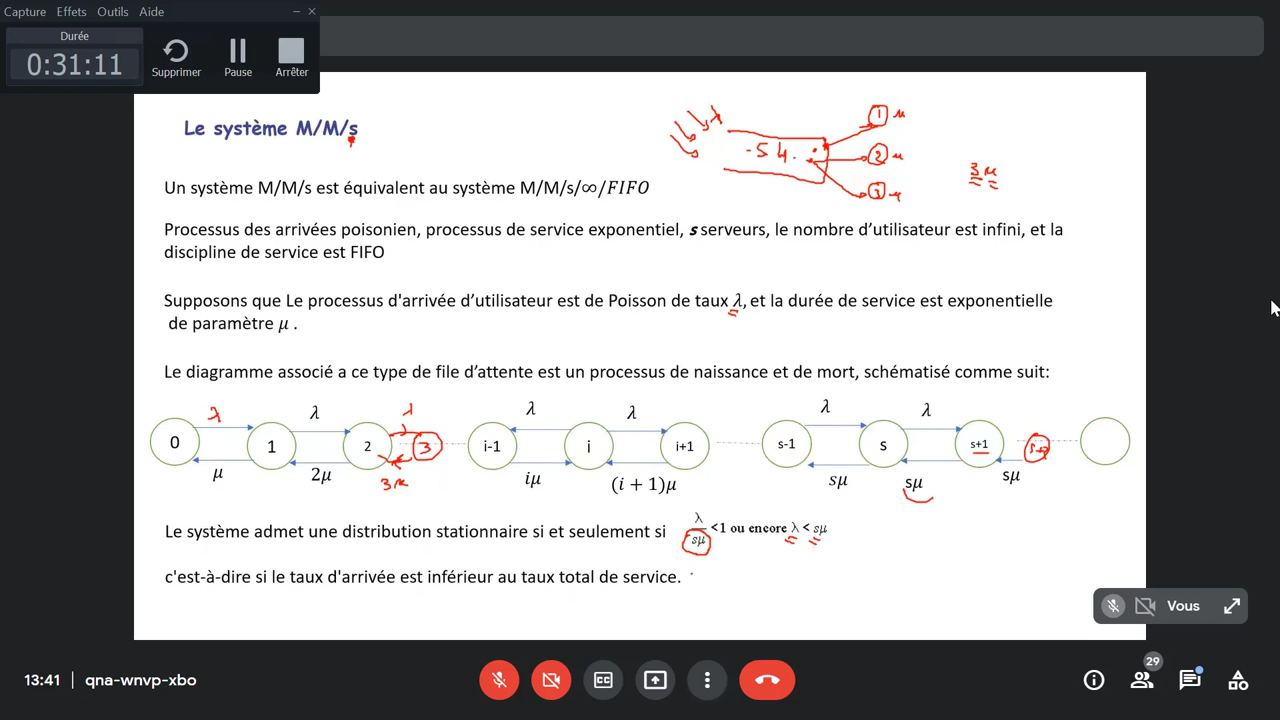 Capture Effets Outils Aide
Durée
0:31:11
Supprimer Pause Arrêter
Le système M/M/s
λ
5 4 .
1 μ
2 μ
3 μ
3μ
Un système M/M/s est équivalent au système M/M/s/∞/FIFO
Processus des arrivées poisonien, processus de service exponentiel, s serveurs, le nombre d’utilisateur est infini, et la
discipline de service est FIFO
Supposons que Le processus d'arrivée d’utilisateur est de Poisson de taux λ, et la durée de service est exponentielle
de paramètre μ .
Le diagramme associé a ce type de file d’attente est un processus de naissance et de mort, schématisé comme suit:
λ λ λ λ λ λ λ
0 1 2 3 i-1 i i+1 s-1 s s+1
μ 2μ 3μ iμ (i + 1)μ sμ sμ sμ
Le système admet une distribution stationnaire si et seulement si λ/sμ <1 ou encore λ < sμ
c'est-à-dire si le taux d'arrivée est inférieur au taux total de service.
Vous
13:41 qna-wnvp-xbo
29